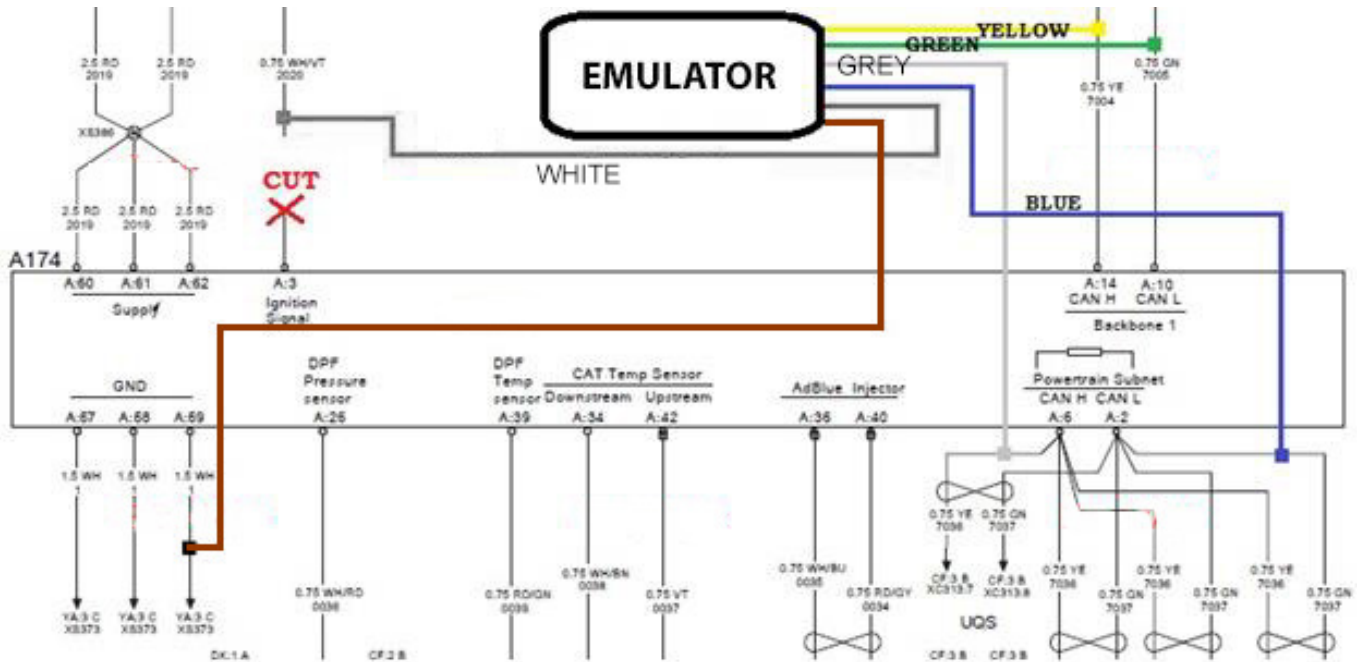 YELLOW
GREEN
GREY
EMULATOR
2.5 RD
2019
2.5 RD
2019
0.75 WH/VT
2020
0.75 YE
7004
0.75 GN
7005
XS386
WHITE
CUT
BLUE
2.5 RD
2019
2.5 RD
2019
2.5 RD
2019
A174
A:60 A:61 A:62
Supply
A:3
Ignition
Signal
A:14 A:10
CAN H CAN L
Backbone 1
GND
DPF
Pressure
sensor
DPF
Temp
sensor
CAT Temp Sensor
Downstream Upstream
AdBlue Injector
Powertrain Subnet
CAN H CAN L
A:67 A:68 A:69
A:26
A:39
A:34
A:42
A:36
A:40
A:6
A:2
1.5 WH
1
1.5 WH
1
1.5 WH
1
0.75 YE
7036
0.75 GN
7037
0.75 WH/RD
0036
0.75 RD/GN
0039
0.75 WH/BN
0038
0.75 VT
0037
0.75 WH/BU
0035
0.75 RD/GY
0034
CF:3 B
XC313.7
CF:3 B
XC313.8
0.75 YE
7036
0.75 GN
7037
0.75 YE
7036
0.75 GN
7037
0.75 YE
7036
0.75 GN
7037
YA:3 C
XS373
YA:3 C
XS373
YA:3 C
XS373
UQS
DK:1 A
CF:2 B
CF:3 B
CF:3 B